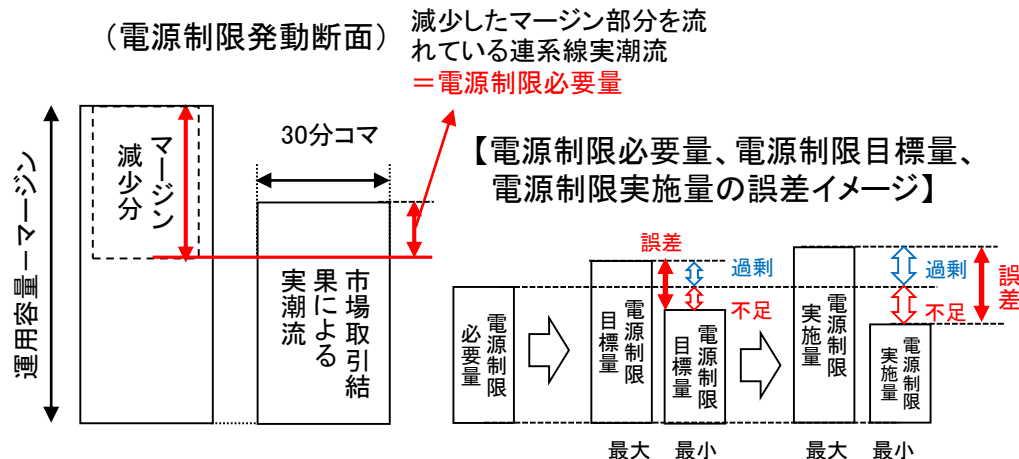 （電源制限発動断面）
減少したマージン部分を流
れている連系線実潮流
＝電源制限必要量
運用容量－マージン
マージン
減少分
30分コマ
市場取引結
果による
実潮流
【電源制限必要量、電源制限目標量、
電源制限実施量の誤差イメージ】
電源制限
必要量
誤差
過剰
不足
電源制限
目標量
電源制限
目標量
最大
最小
過剰
不足
誤差
電源制限
実施量
電源制限
実施量
最大
最小